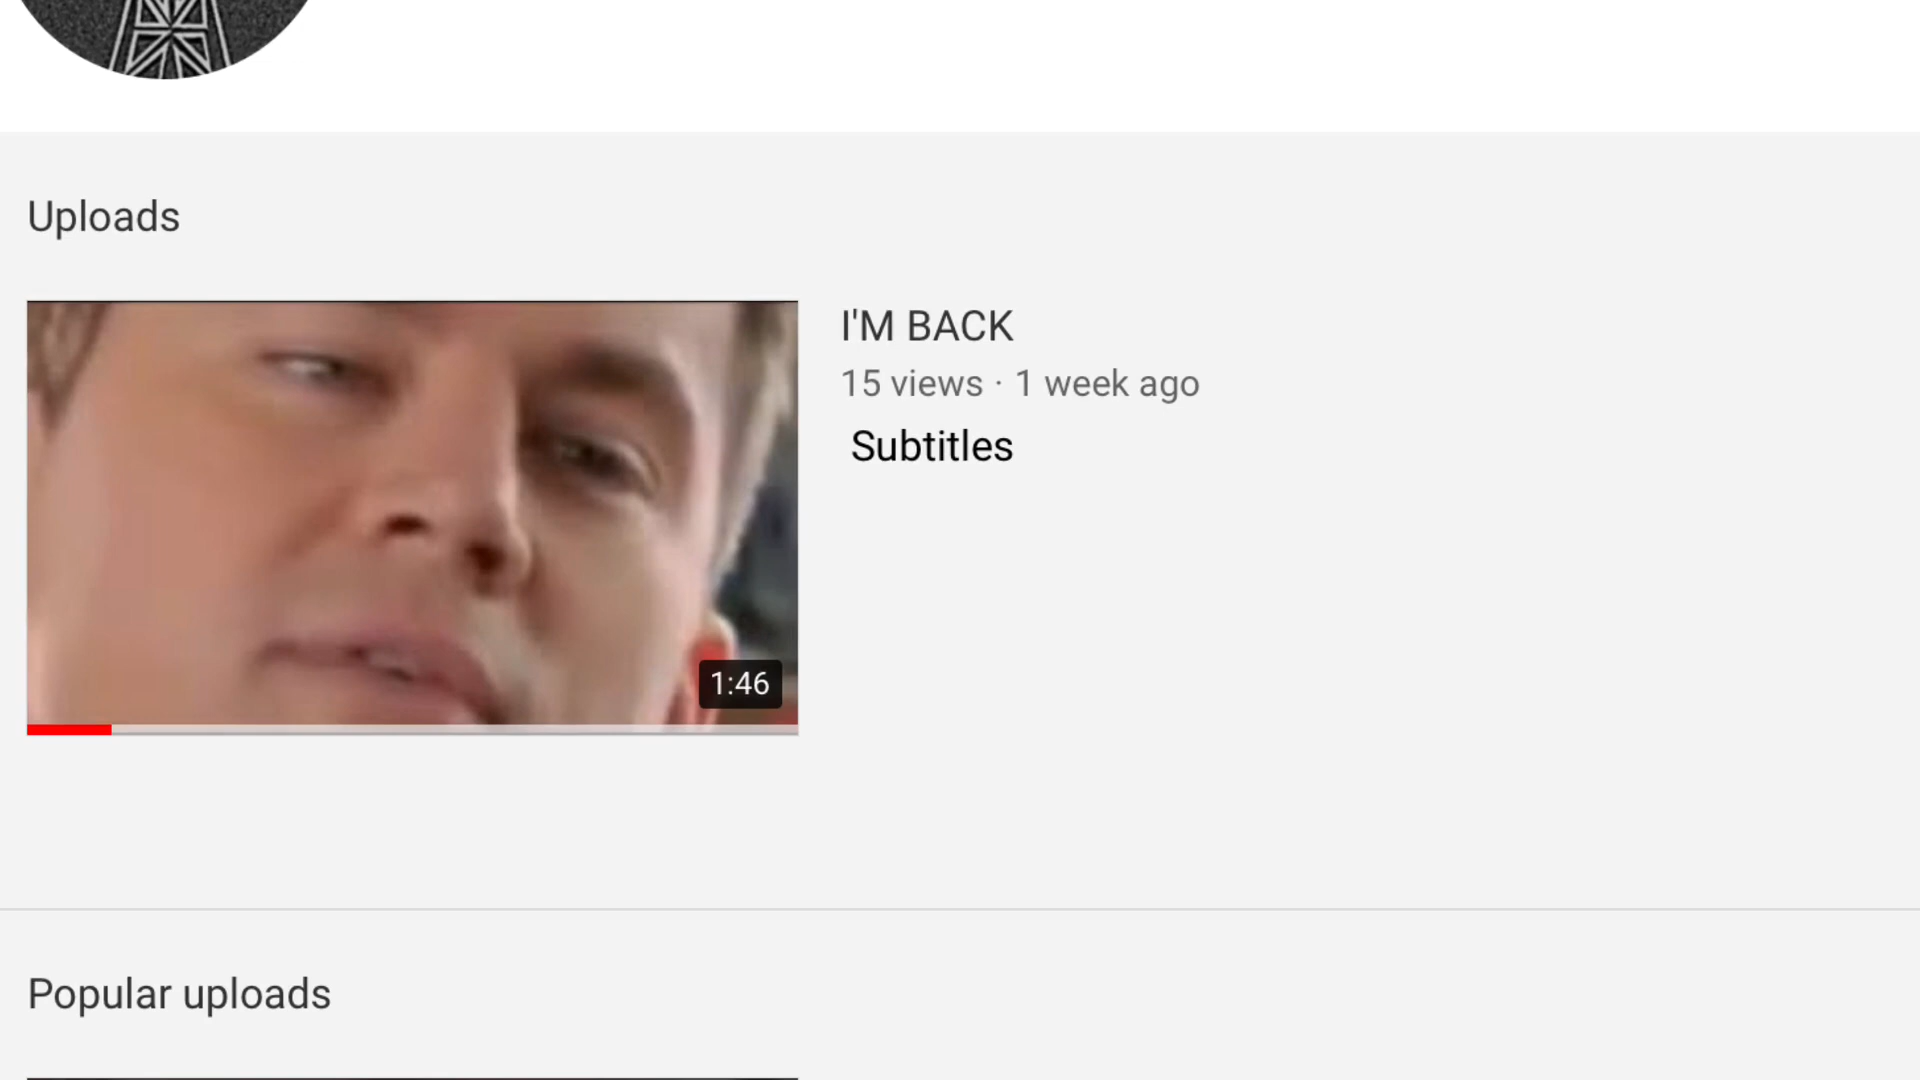 Uploads
I'M BACK
15 views · 1 week ago
Subtitles
1:46
Popular uploads